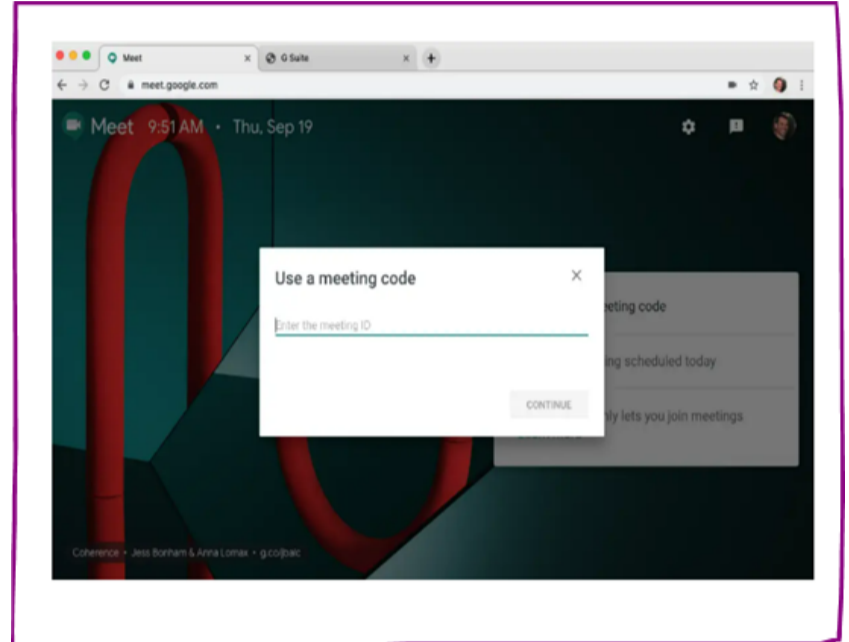 Meet
G Suite
meet.google.com
Meet 9:51 AM • Thu, Sep 19
Use a meeting code
Enter the meeting ID
CONTINUE
eeting code
ing scheduled today
nly lets you join meetings
Coherence • Jess Bonham & Anna Lomax •